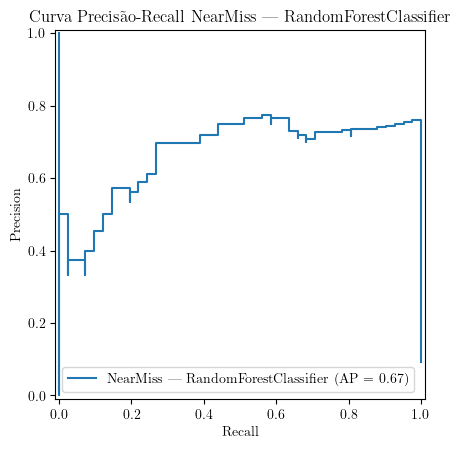 Curva Precisão-Recall NearMiss — RandomForestClassifier
1.0
0.8
0.6
0.4
0.2
0.0
Precision
NearMiss — RandomForestClassifier (AP = 0.67)
0.0 0.2 0.4 0.6 0.8 1.0
Recall